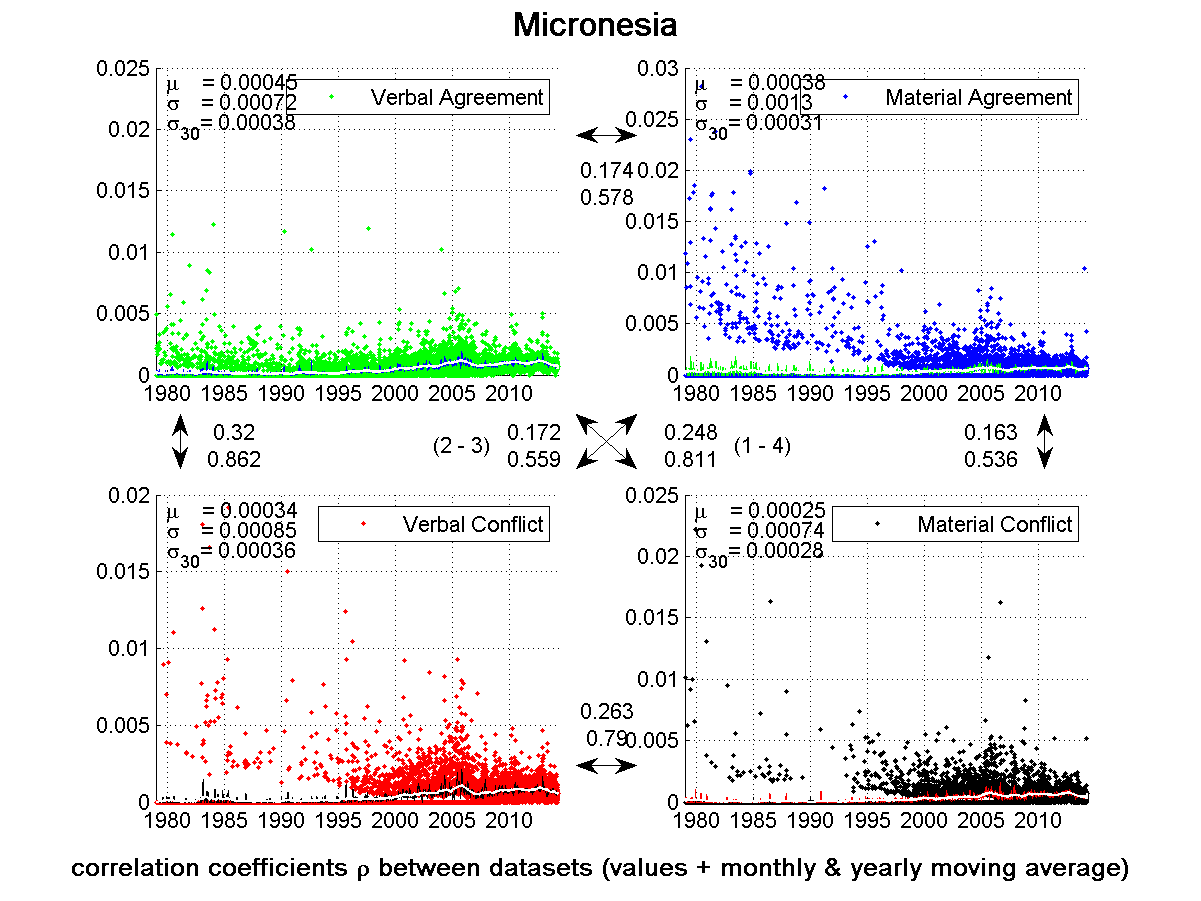 Micronesia
μ = 0.00045
σ = 0.00072
σ30 = 0.00038
Verbal Agreement
0.025
0.02
0.015
0.01
0.005
0
1980 1985 1990 1995 2000 2005 2010
0.174
0.578
μ = 0.00038
σ = 0.0013
σ30 = 0.00031
Material Agreement
0.03
0.025
0.02
0.015
0.01
0.005
0
1980 1985 1990 1995 2000 2005 2010
0.32
0.862
(2 - 3)
0.172
0.559
0.248
0.811
(1 - 4)
0.163
0.536
μ = 0.00034
σ = 0.00085
σ30 = 0.00036
Verbal Conflict
0.02
0.015
0.01
0.005
0
1980 1985 1990 1995 2000 2005 2010
0.263
0.79
μ = 0.00025
σ = 0.00074
σ30 = 0.00028
Material Conflict
0.025
0.02
0.015
0.01
0.005
0
1980 1985 1990 1995 2000 2005 2010
correlation coefficients ρ between datasets (values + monthly & yearly moving average)